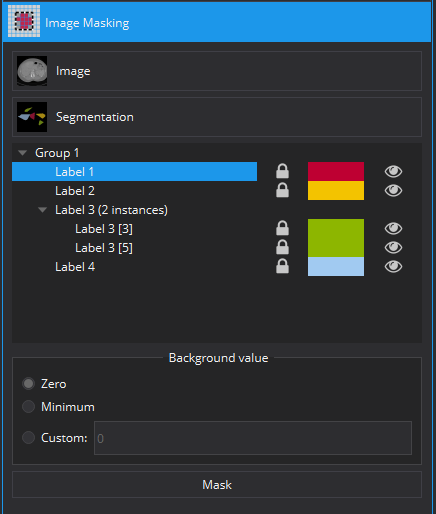 Image Masking
Image
Segmentation
Group 1
Label 1
Label 2
Label 3 (2 instances)
Label 3 [3]
Label 3 [5]
Label 4
Background value
Zero
Minimum
Custom: 0
Mask